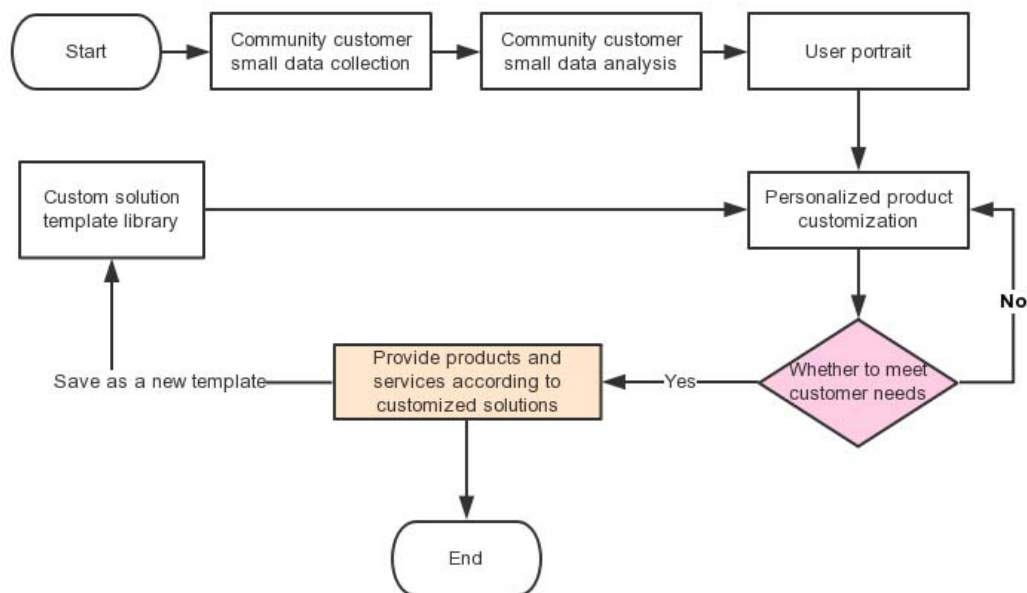 Start
Community customer
small data collection
Community customer
small data analysis
User portrait
Custom solution
template library
Personalized product
customization
No
Whether to meet
customer needs
Yes
Provide products and
services according to
customized solutions
Save as a new template
End